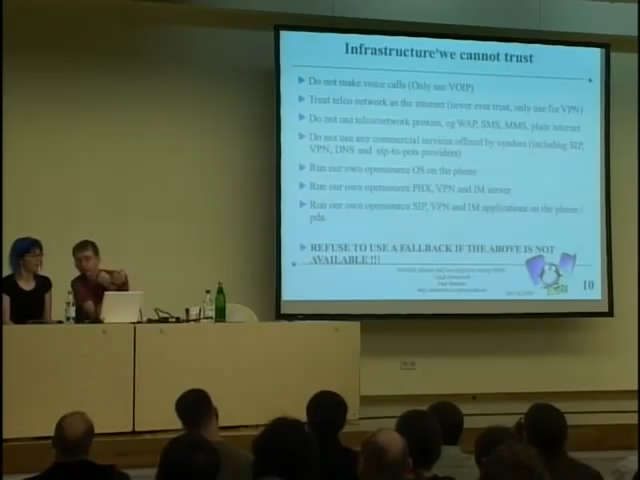 Infrastructure we cannot trust
Do not make voice calls (Only use VOIP)
Treat telco network as the internet (never ever trust, only use for VPN)
Do not use telco/network proxies, eg WAP, SMS, MMS, plain internet
Do not use any commercial services offered by vendors (including SIP,
VPN, DNS and sip-to-pots providers)
Run our own opensource OS on the phone
Run our own opensource PBX, VPN and IM server
Run our own opensource SIP, VPN and IM applications on the phone /
pda
REFUSE TO USE A FALLBACK IF THE ABOVE IS NOT
AVAILABLE !!!
10